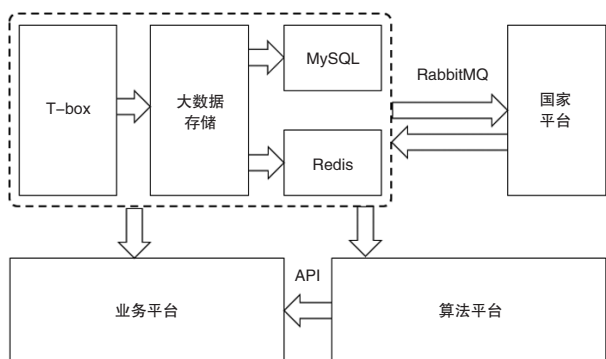 MySQL
RabbitMQ
T-box
大数据
存储
国家
平台
Redis
API
业务平台
算法平台